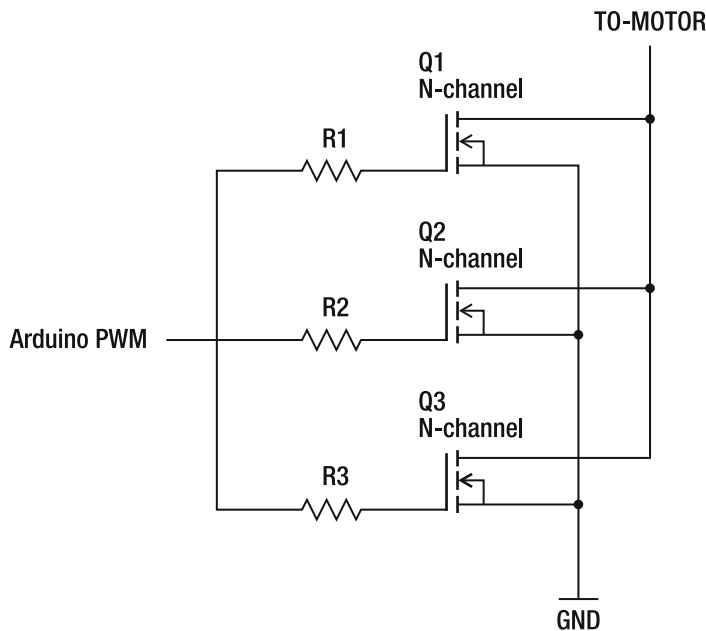 TO-MOTOR
Q1
N-channel
R1
Q2
N-channel
R2
Arduino PWM
Q3
N-channel
R3
GND